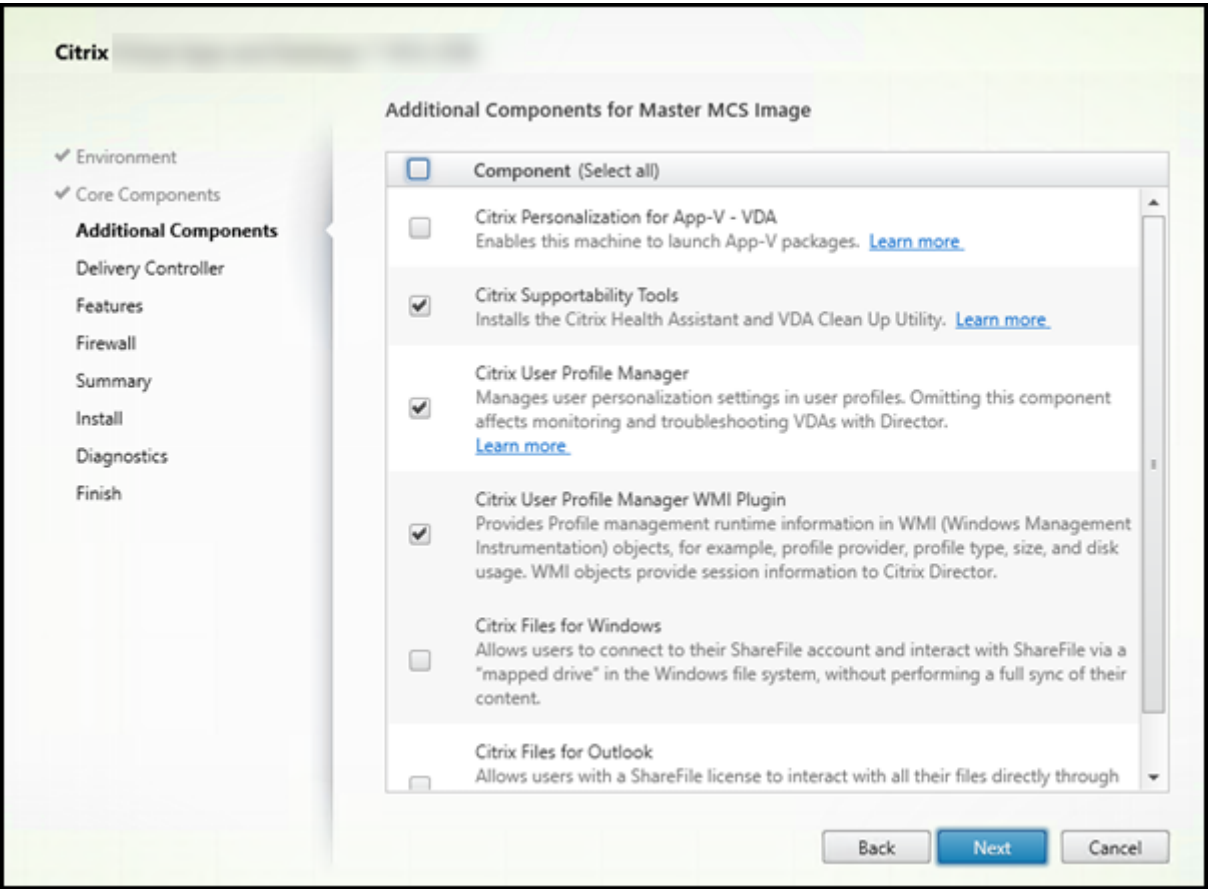 Citrix
Additional Components for Master MCS Image
Environment
Core Components
Additional Components
Delivery Controller
Features
Firewall
Summary
Install
Diagnostics
Finish
Component (Select all)
Citrix Personalization for App-V - VDA
Enables this machine to launch App-V packages. Learn more
Citrix Supportability Tools
Installs the Citrix Health Assistant and VDA Clean Up Utility. Learn more
Citrix User Profile Manager
Manages user personalization settings in user profiles. Omitting this component
affects monitoring and troubleshooting VDAs with Director.
Learn more
Citrix User Profile Manager WMI Plugin
Provides Profile management runtime information in WMI (Windows Management
Instrumentation) objects, for example, profile provider, profile type, size, and disk
usage. WMI objects provide session information to Citrix Director.
Citrix Files for Windows
Allows users to connect to their ShareFile account and interact with ShareFile via a
"mapped drive" in the Windows file system, without performing a full sync of their
content.
Citrix Files for Outlook
Allows users with a ShareFile license to interact with all their files directly through
Back
Next
Cancel